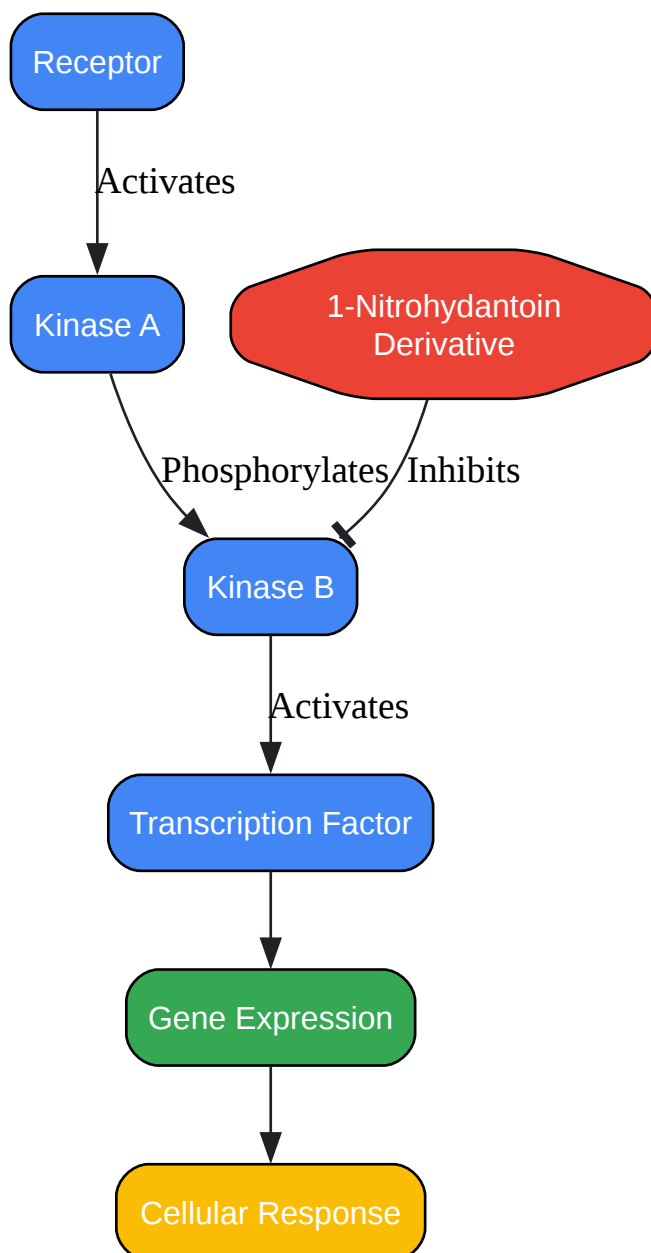 Receptor
Activates
Kinase A
1-Nitrohydantoin
Derivative
Phosphorylates
Inhibits
Kinase B
Activates
Transcription Factor
Gene Expression
Cellular Response